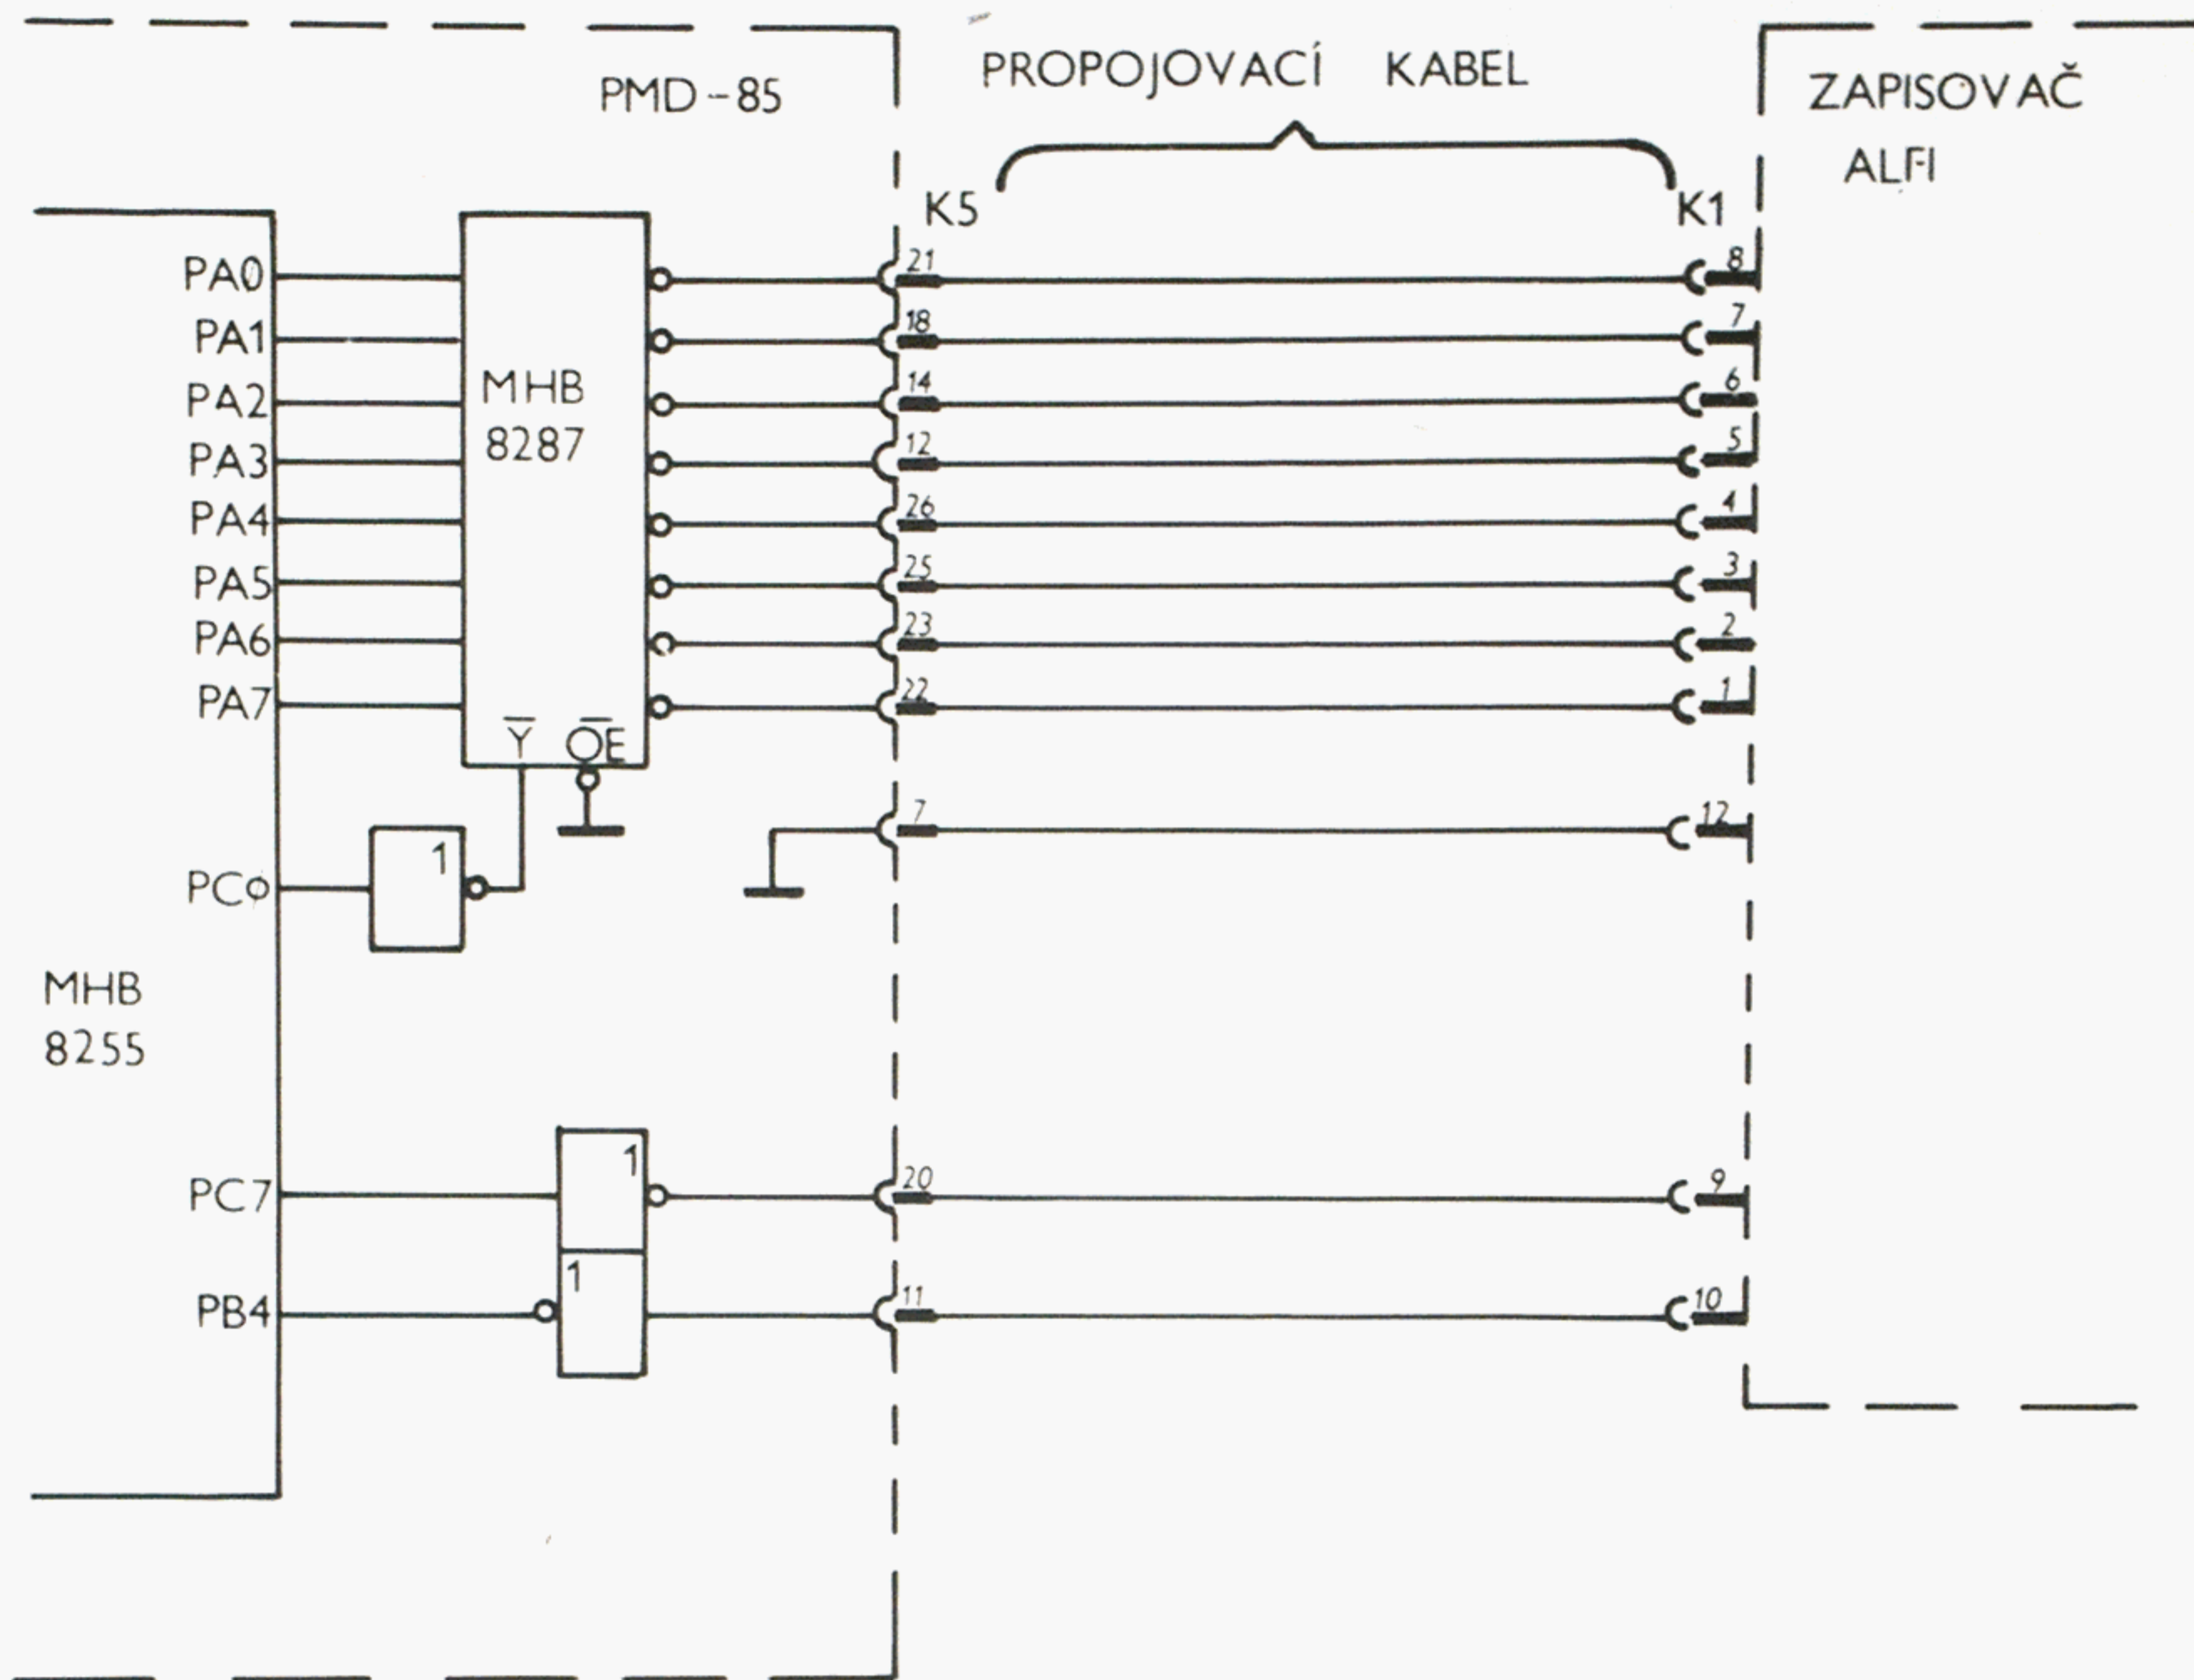 PMD-85
PROPOJOVACÍ KABEL
ZAPISOVAČ
ALFI
K5
K1
PA0 21 8
PA1 18 7
PA2 14 6
MHB
8287
PA3 12 5
PA4 26 4
PA5 25 3
PA6 23 2
PA7 22 1
Y̅ O̅E̅
7 12
1
PC0
MHB
8255
1
PC7 20 9
1
PB4 11 10